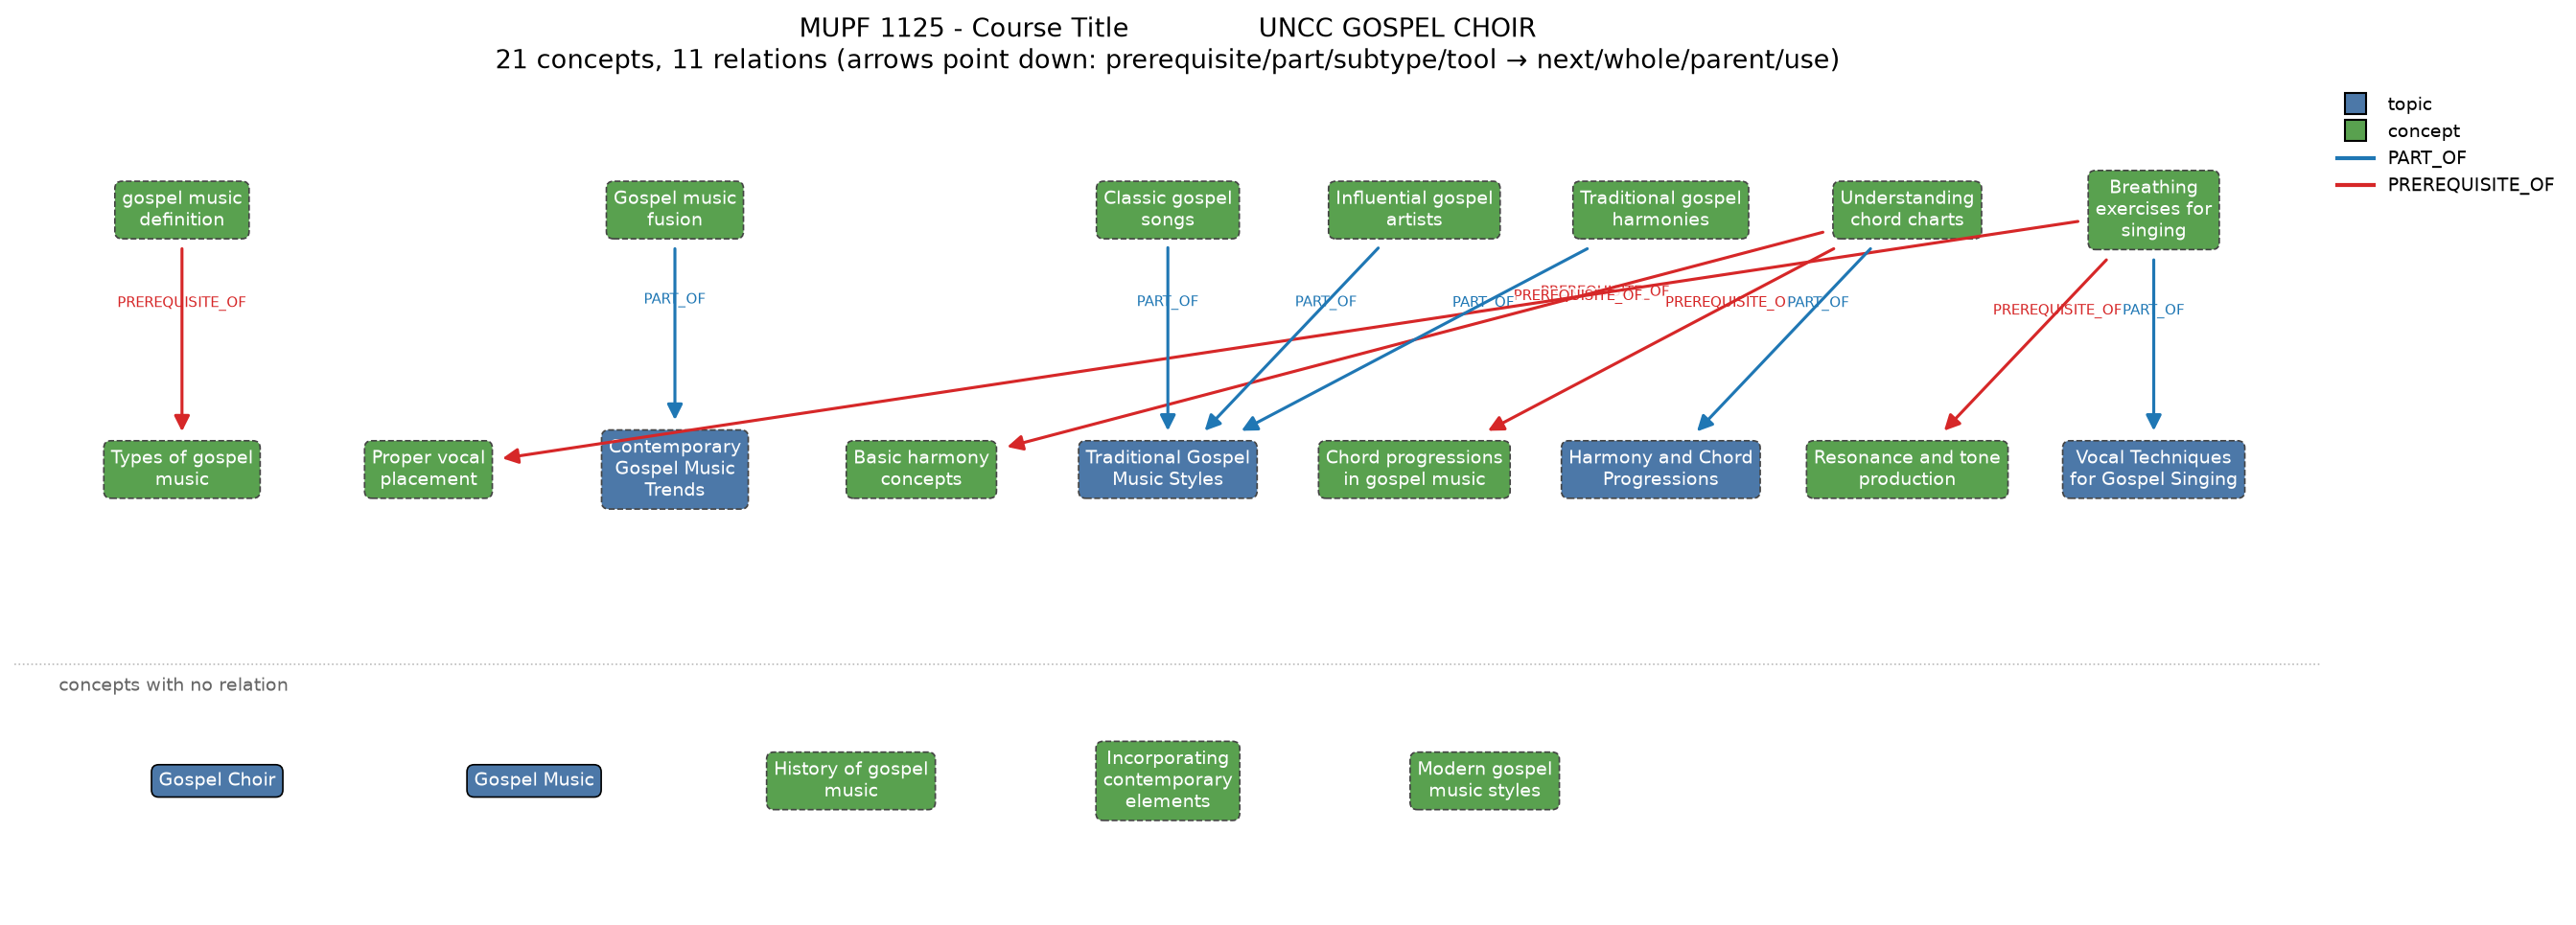 MUPF 1125 - Course Title UNCC GOSPEL CHOIR
21 concepts, 11 relations (arrows point down: prerequisite/part/subtype/tool → next/whole/parent/use)
topic
concept
PART_OF
PREREQUISITE_OF
gospel music
definition
Gospel music
fusion
Classic gospel
songs
Influential gospel
artists
Traditional gospel
harmonies
Understanding
chord charts
Breathing
exercises for
singing
PREREQUISITE_OF
PART_OF
PART_OF
PART_OF
PART_OF
PREREQUISITE_OF
PREREQUISITE_OF
PREREQUISITE_OF
PART_OF
PREREQUISITE_OF
PART_OF
Types of gospel
music
Proper vocal
placement
Contemporary
Gospel Music
Trends
Basic harmony
concepts
Traditional Gospel
Music Styles
Chord progressions
in gospel music
Harmony and Chord
Progressions
Resonance and tone
production
Vocal Techniques
for Gospel Singing
concepts with no relation
Gospel Choir
Gospel Music
History of gospel
music
Incorporating
contemporary
elements
Modern gospel
music styles